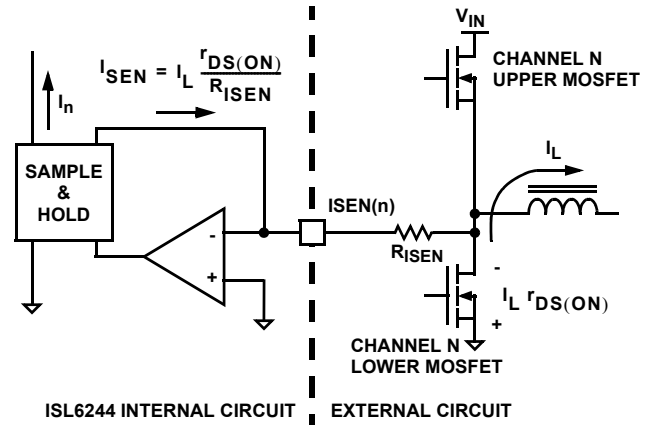 V_IN
CHANNEL N
UPPER MOSFET
I_SEN = I_L r_DS(ON) / R_ISEN
I_n
I_L
SAMPLE
&
HOLD
ISEN(n)
-
+
R_ISEN
-
I_L r_DS(ON)
+
CHANNEL N
LOWER MOSFET
ISL6244 INTERNAL CIRCUIT
EXTERNAL CIRCUIT